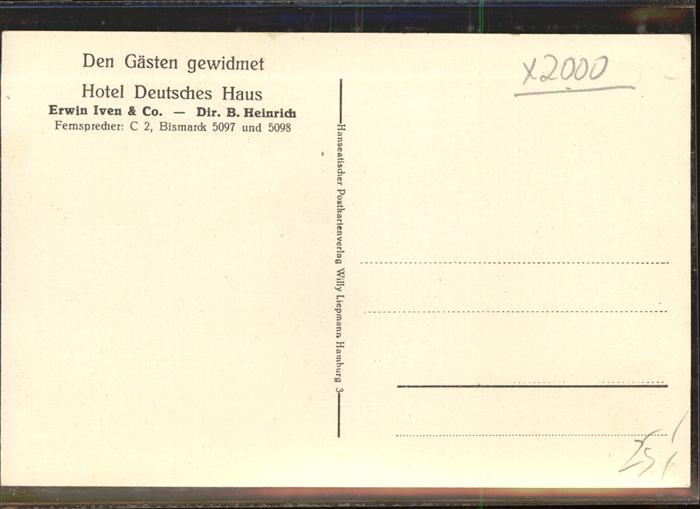 Den Gästen gewidmet
Hotel Deutsches Haus
Erwin Iven & Co. — Dir. B. Heinrich
Fernsprecher: C 2, Bismarck 5097 und 5098
Hanseatischer Postkartenverlag Willy Liepmann Hamburg 3
x2000